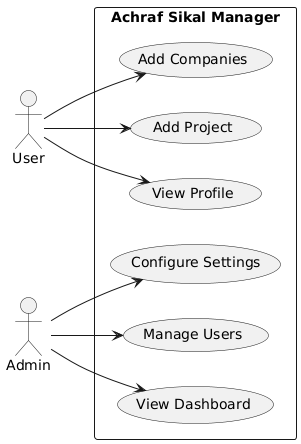 Achraf Sikal Manager
Add Companies
Add Project
User
View Profile
Configure Settings
Manage Users
Admin
View Dashboard